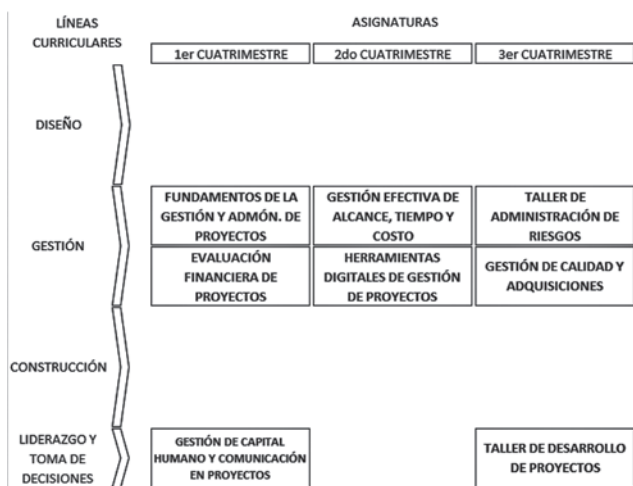 LÍNEAS
CURRICULARES
ASIGNATURAS
1er CUATRIMESTRE
2do CUATRIMESTRE
3er CUATRIMESTRE
DISEÑO
GESTIÓN
FUNDAMENTOS DE LA
GESTIÓN Y ADMÓN. DE
PROYECTOS
GESTIÓN EFECTIVA DE
ALCANCE, TIEMPO Y
COSTO
TALLER DE
ADMINISTRACIÓN DE
RIESGOS
EVALUACIÓN
FINANCIERA DE
PROYECTOS
HERRAMIENTAS
DIGITALES DE GESTIÓN
DE PROYECTOS
GESTIÓN DE CALIDAD Y
ADQUISICIONES
CONSTRUCCIÓN
LIDERAZGO Y
TOMA DE
DECISIONES
GESTIÓN DE CAPITAL
HUMANO Y COMUNICACIÓN
EN PROYECTOS
TALLER DE DESARROLLO
DE PROYECTOS